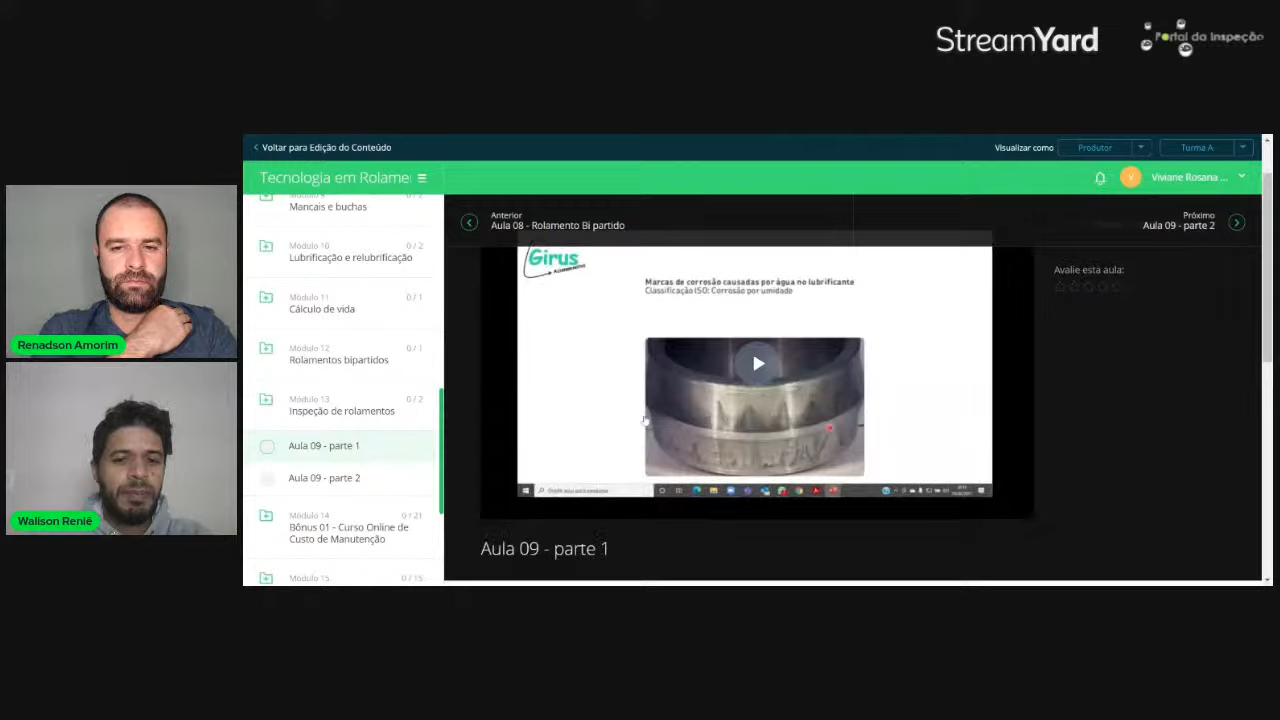 StreamYard
Portal da Inspeção
Voltar para Edição do Conteúdo
Visualizar como
Produtor
Turma A
Tecnologia em Rolame
Viviane Rosana ...
Mancais e buchas
Módulo 10
0 / 2
Lubrificação e relubrificação
Módulo 11
0 / 1
Cálculo de vida
Módulo 12
0 / 1
Rolamentos bipartidos
Módulo 13
0 / 2
Inspeção de rolamentos
Aula 09 - parte 1
Aula 09 - parte 2
Módulo 14
0 / 21
Bônus 01 - Curso Online de
Custo de Manutenção
Módulo 15
0 / 15
Anterior
Aula 08 - Rolamento Bi partido
Próximo
Aula 09 - parte 2
Girus
Marcas de corrosão causadas por água no lubrificante
Classificação ISO: Corrosão por umidade
Avalie esta aula:
Aula 09 - parte 1
Renadson Amorim
Walison Reniê